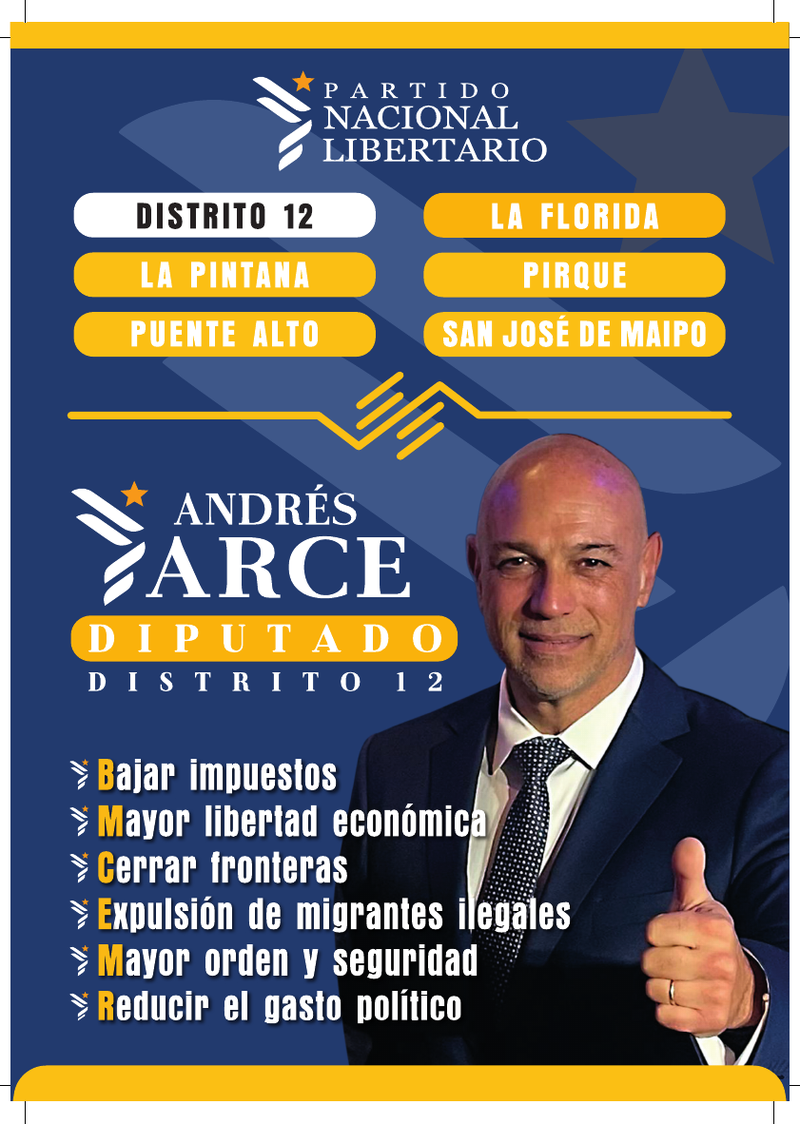 PARTIDO
NACIONAL
LIBERTARIO
DISTRITO 12
LA FLORIDA
LA PINTANA
PIRQUE
PUENTE ALTO
SAN JOSÉ DE MAIPO
ANDRÉS
ARCE
DIPUTADO
DISTRITO 12
Bajar impuestos
Mayor libertad económica
Cerrar fronteras
Expulsión de migrantes ilegales
Mayor orden y seguridad
Reducir el gasto político